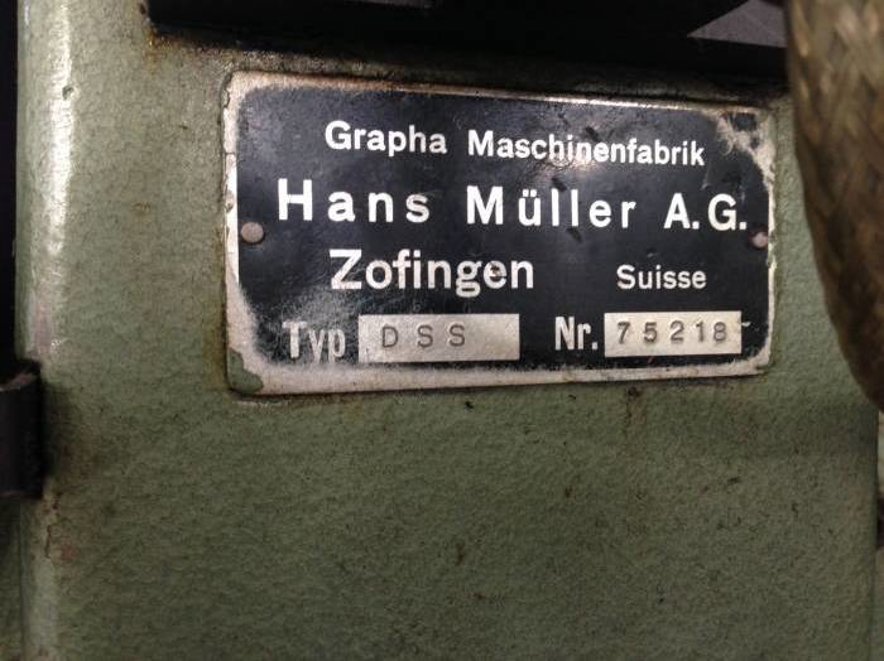 Grapha Maschinenfabrik
Hans Müller A.G.
Zofingen Suisse
Typ DSS Nr. 75218